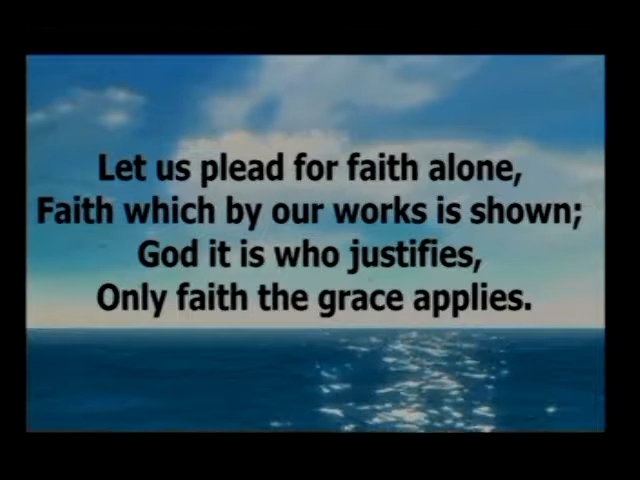 Let us plead for faith alone,
Faith which by our works is shown;
God it is who justifies,
Only faith the grace applies.